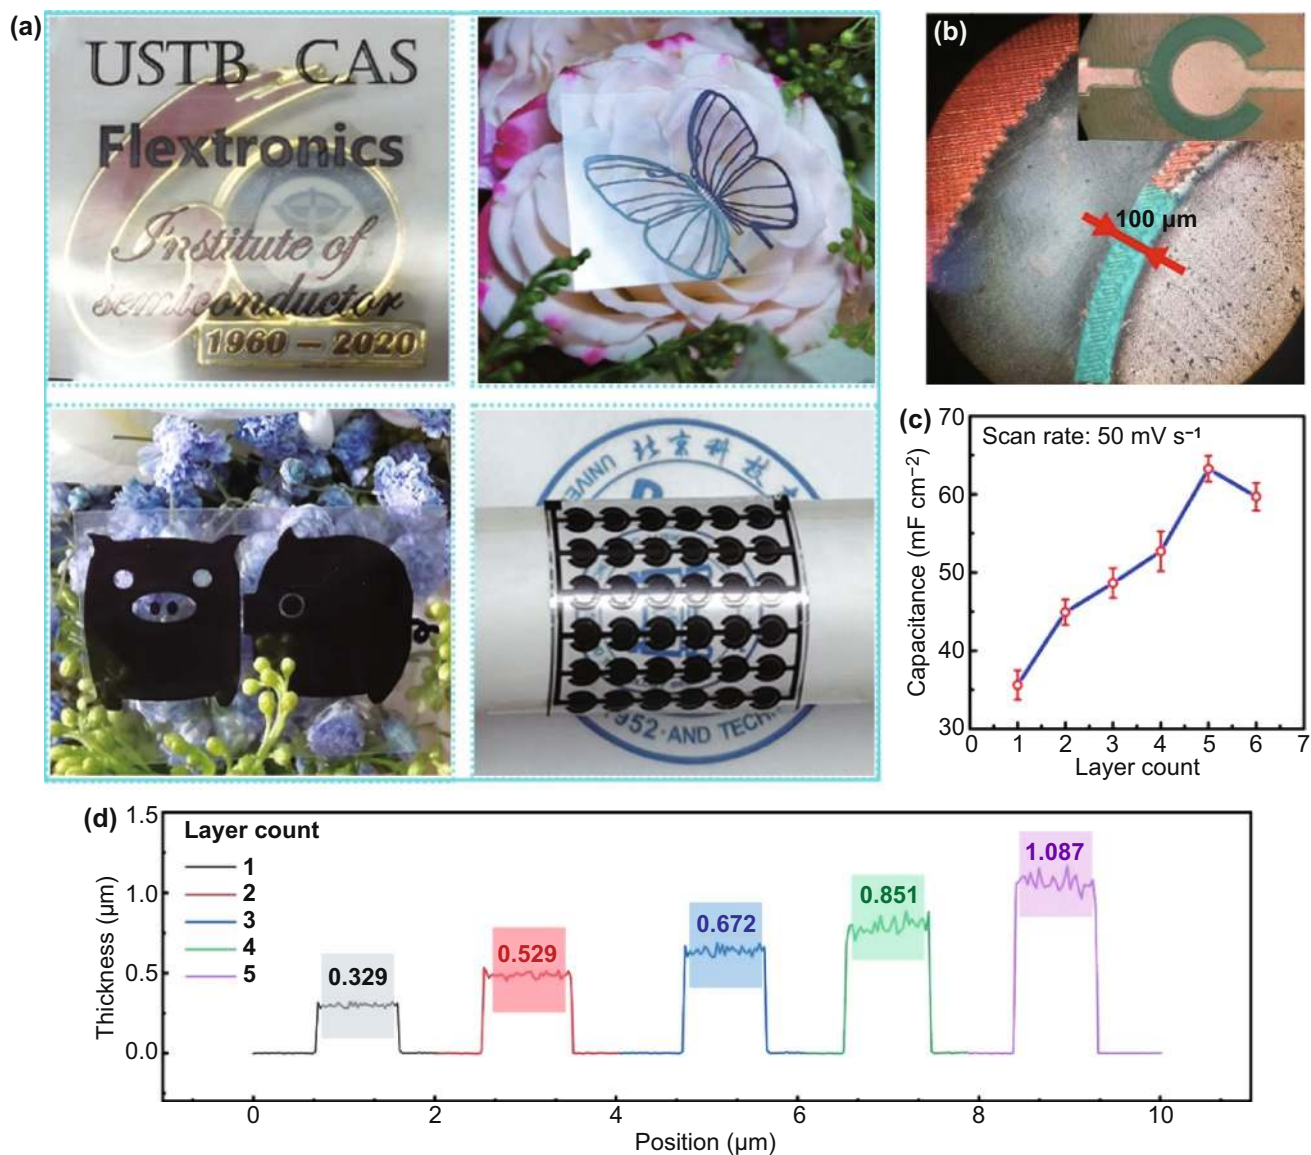 (a)
USTB CAS
Flextronics
Institute of
semiconductor
1960 – 2020
北京科技
UNIVE
1952·AND TECH
(b)
100 µm
(c)
Scan rate: 50 mV s⁻¹
Capacitance (mF cm⁻²)
70
60
50
40
30
0 1 2 3 4 5 6 7
Layer count
(d)
Layer count
1
2
3
4
5
0.329
0.529
0.672
0.851
1.087
Thickness (µm)
1.5
1.0
0.5
0.0
0 2 4 6 8 10
Position (µm)